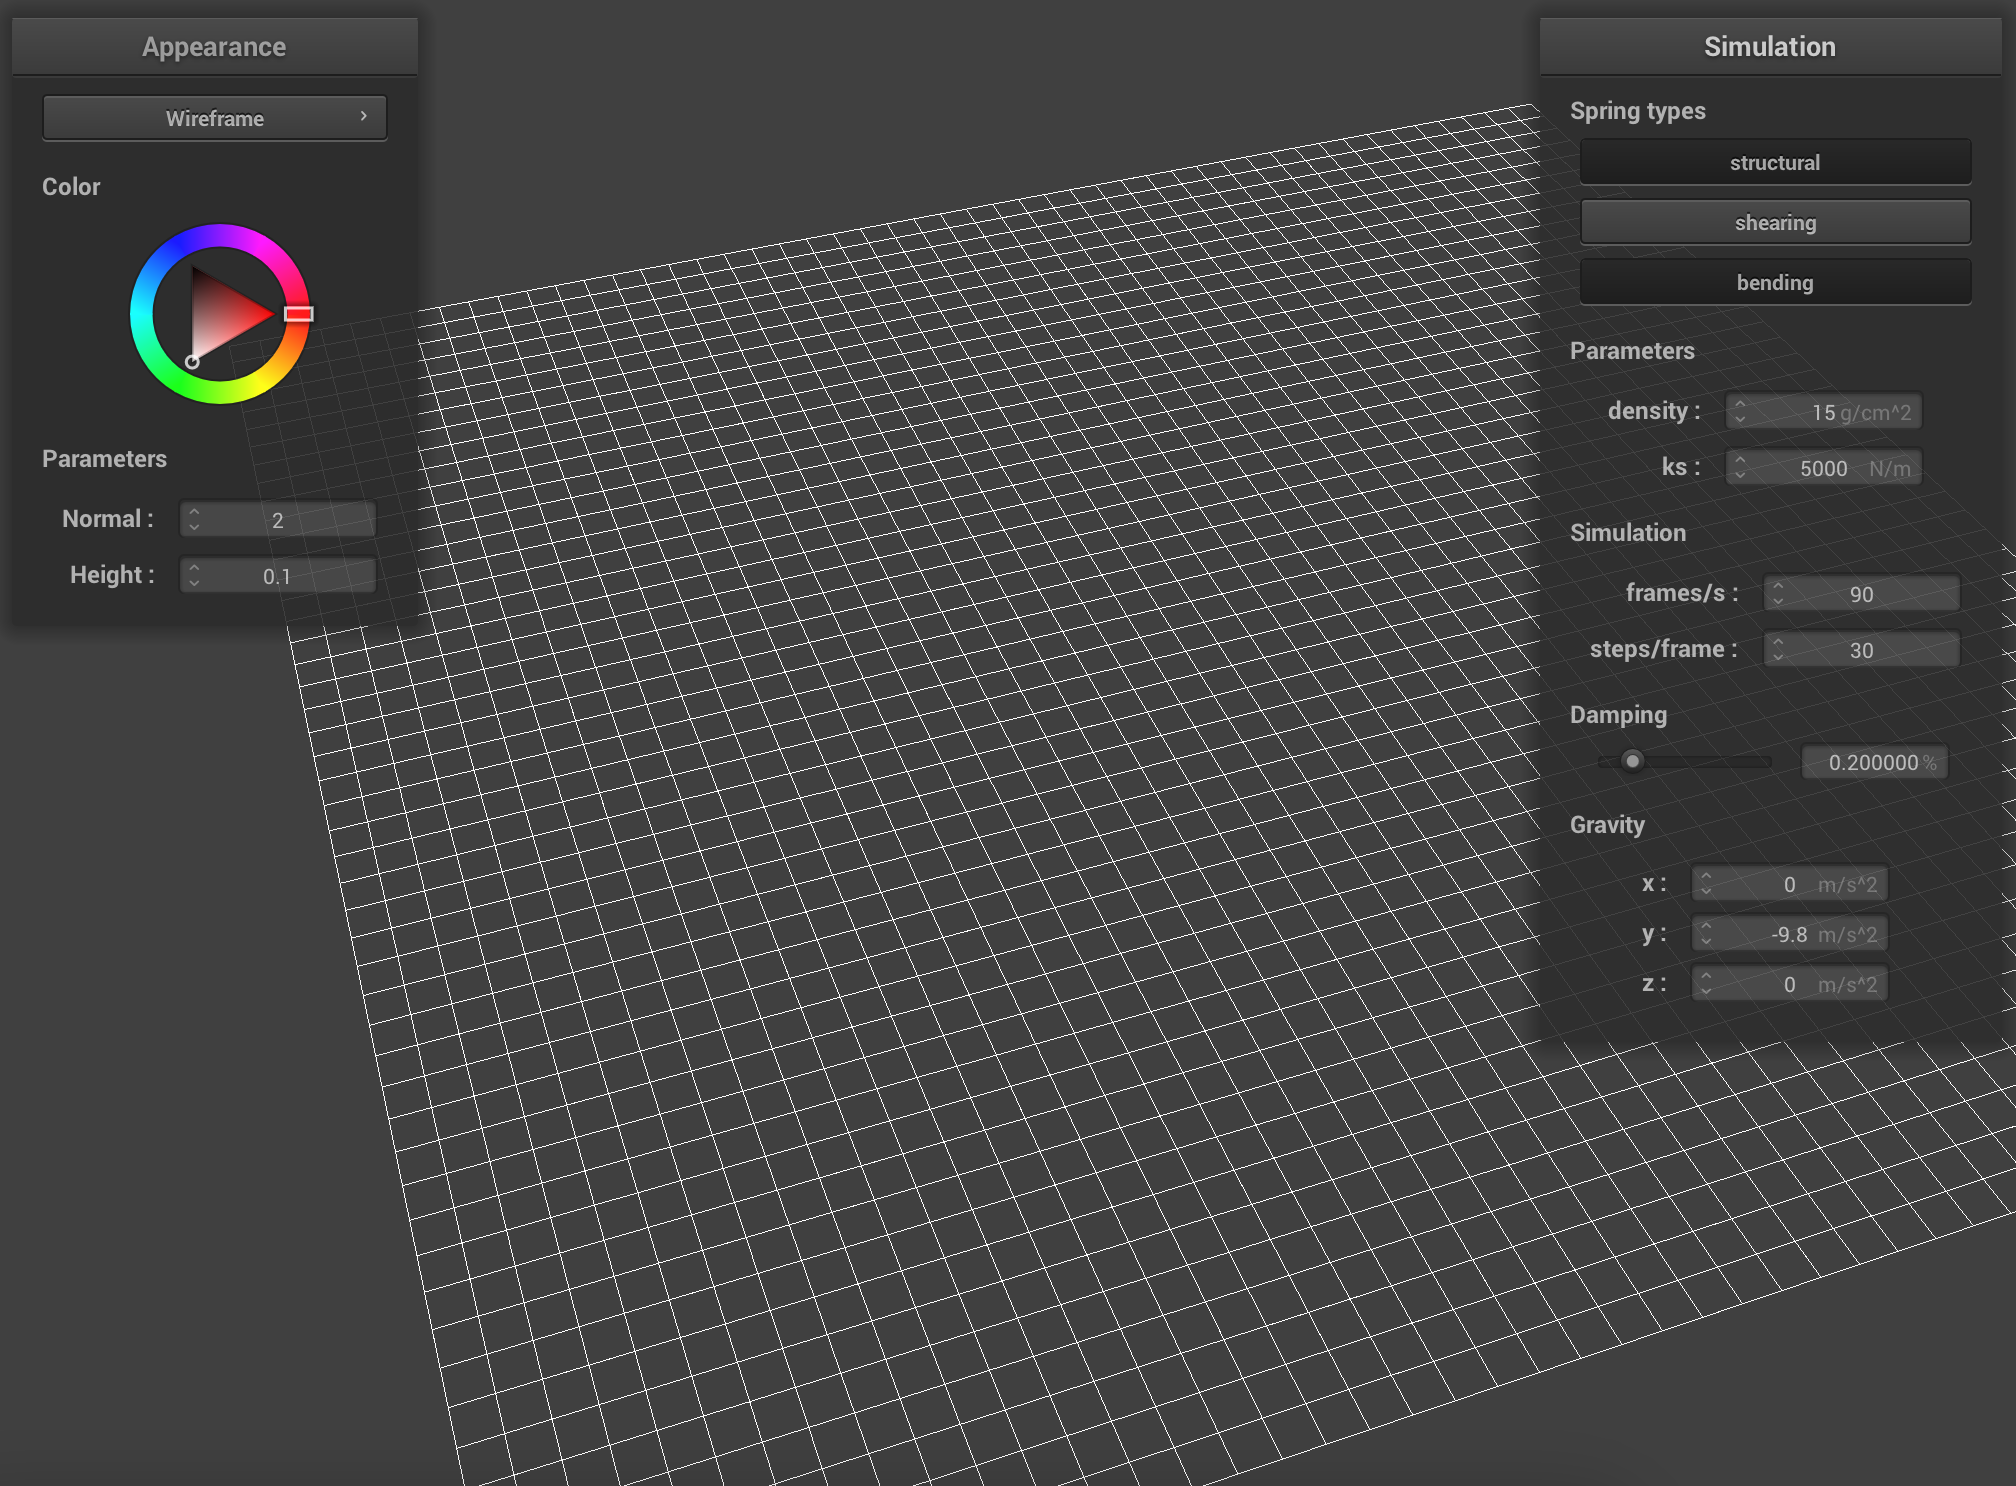 Appearance
Wireframe
Color
Parameters
Normal : 2
Height : 0.1
Simulation
Spring types
structural
shearing
bending
Parameters
density : 15 g/cm^2
ks : 5000 N/m
Simulation
frames/s : 90
steps/frame : 30
Damping
0.200000 %
Gravity
x : 0 m/s^2
y : -9.8 m/s^2
z : 0 m/s^2